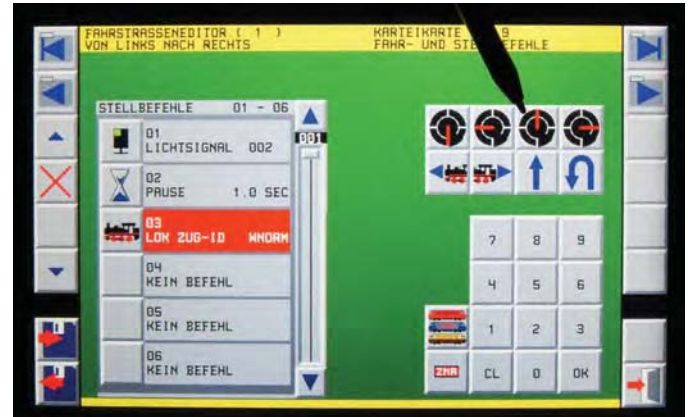 FAHRSTRASSENEDITOR ( 1 )
VON LINKS NACH RECHTS
KARTEIKARTE 9
FAHR- UND
STELLBEFEHLE 01 - 06
001
01
LICHTSIGNAL 002
02
PAUSE 1.0 SEC
03
LOK ZUG-ID WNORM
04
KEIN BEFEHL
05
KEIN BEFEHL
06
KEIN BEFEHL
7 8 9
4 5 6
1 2 3
ZNR CL 0 OK